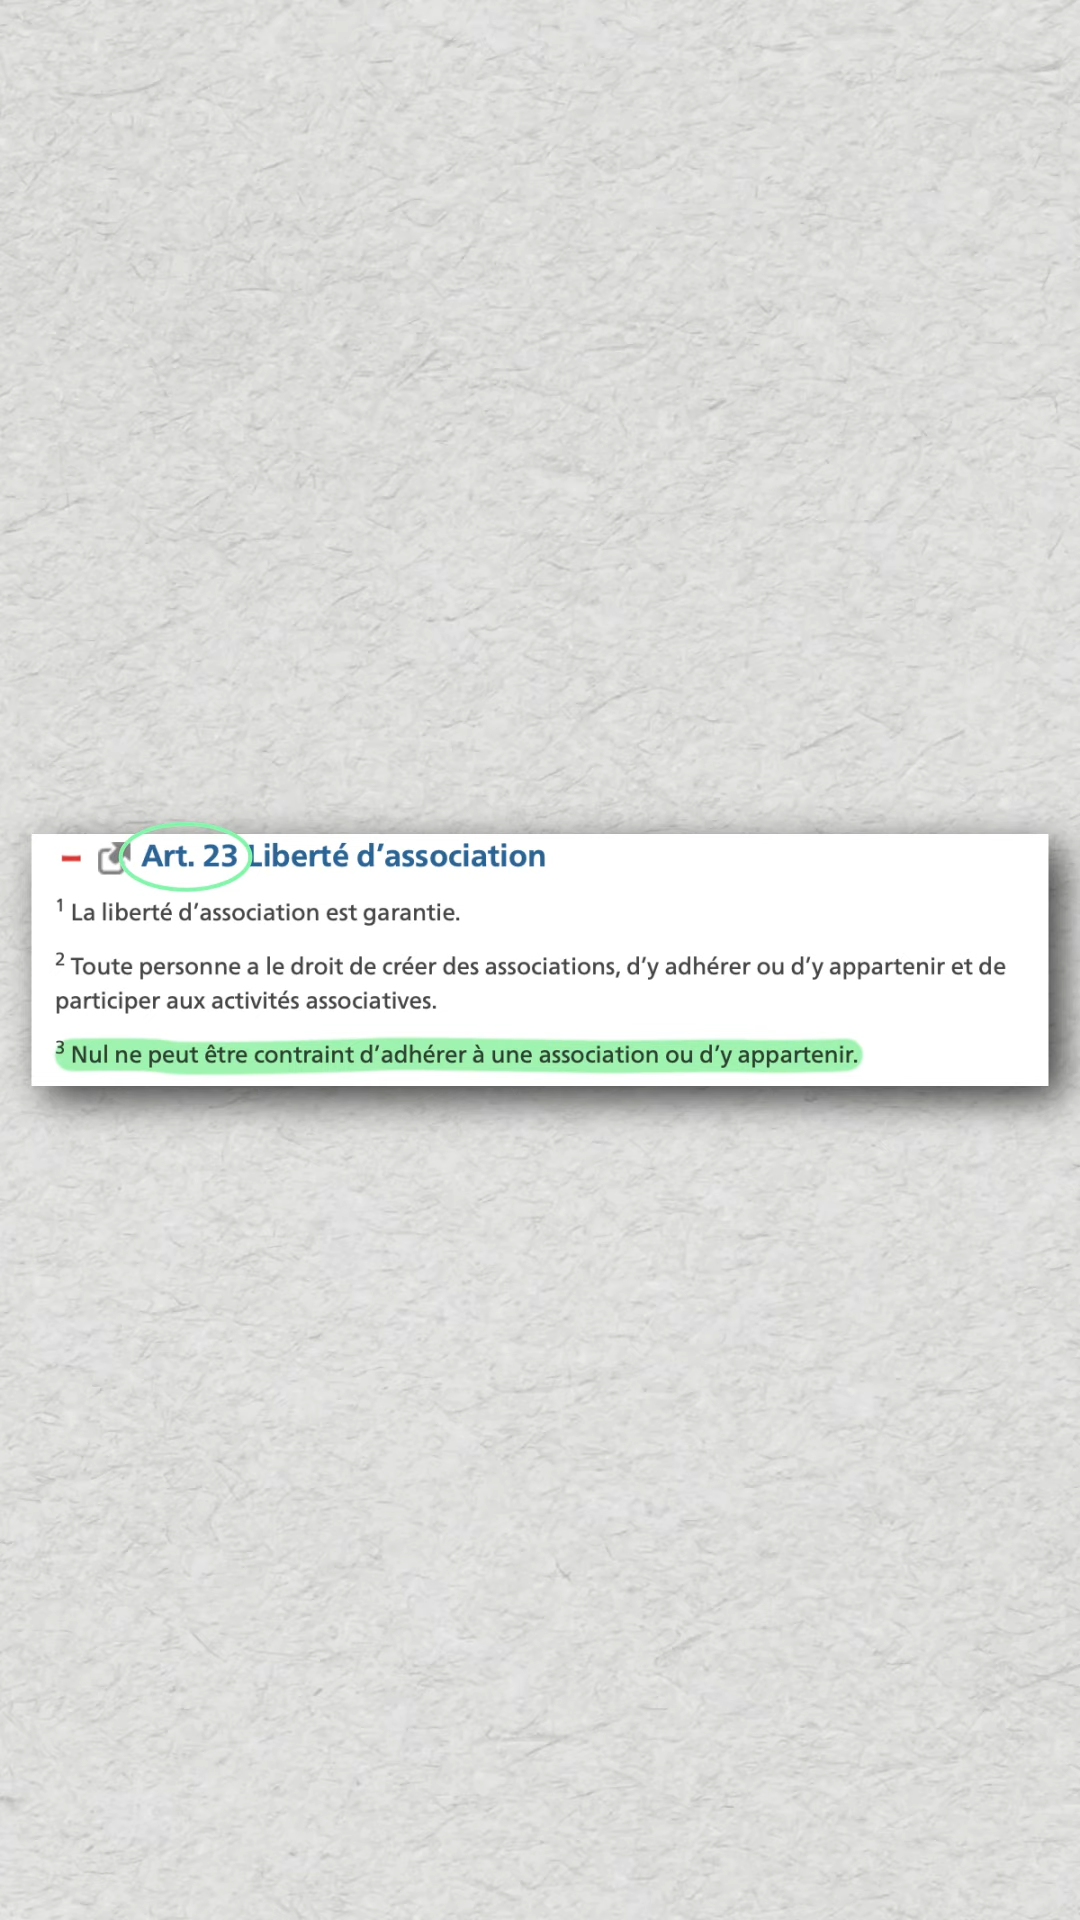 Art. 23 Liberté d’association
¹ La liberté d’association est garantie.
² Toute personne a le droit de créer des associations, d’y adhérer ou d’y appartenir et de
participer aux activités associatives.
³ Nul ne peut être contraint d’adhérer à une association ou d’y appartenir.